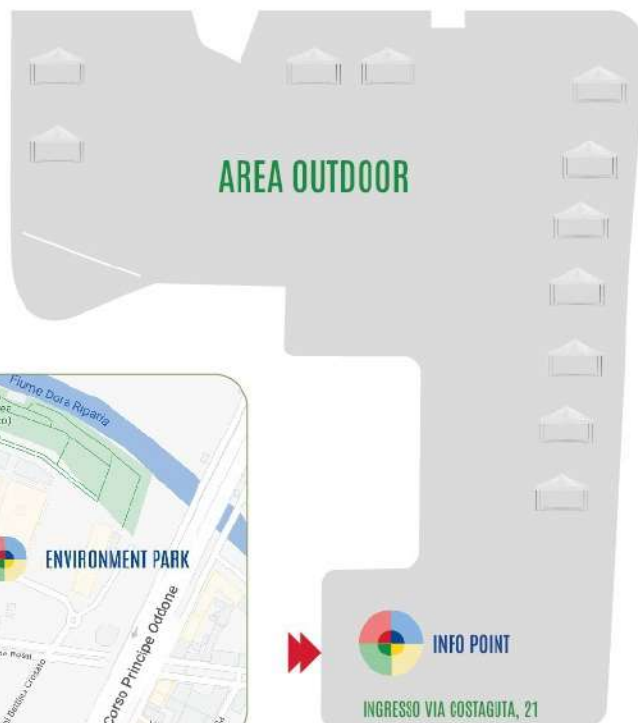 AREA OUTDOOR
Fiume Dora Riparia
ENVIRONMENT PARK
Corso Principe Oddone
INFO POINT
INGRESSO VIA COSTAGUTA, 21